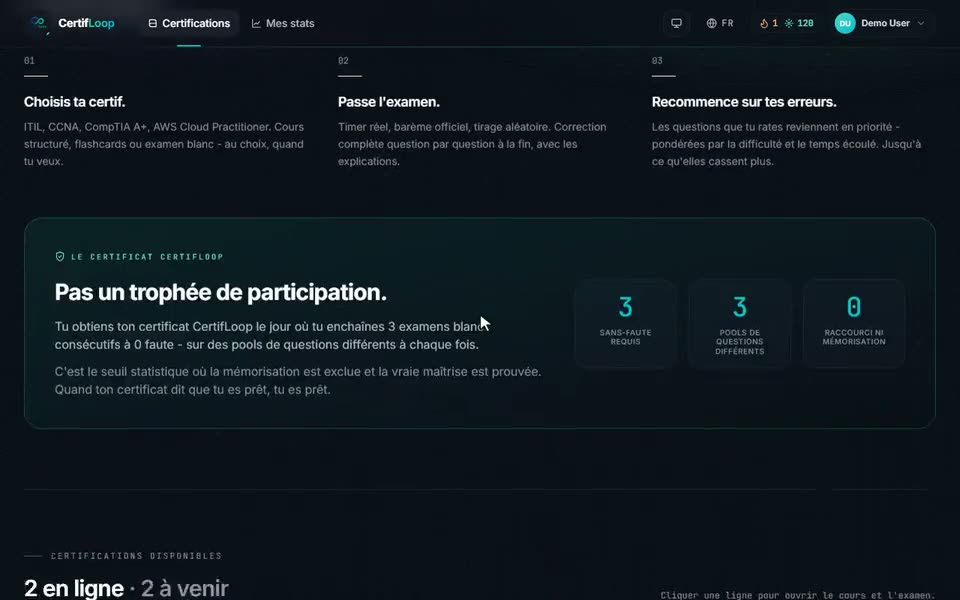 CertifLoop
Certifications
Mes stats
FR
1
120
DU
Demo User
01
02
03
Choisis ta certif.
Passe l'examen.
Recommence sur tes erreurs.
ITIL, CCNA, CompTIA A+, AWS Cloud Practitioner. Cours
structuré, flashcards ou examen blanc - au choix, quand
tu veux.
Timer réel, barème officiel, tirage aléatoire. Correction
complète question par question à la fin, avec les
explications.
Les questions que tu rates reviennent en priorité -
pondérées par la difficulté et le temps écoulé. Jusqu'à
ce qu'elles cassent plus.
LE CERTIFICAT CERTIFLOOP
Pas un trophée de participation.
Tu obtiens ton certificat CertifLoop le jour où tu enchaînes 3 examens blancs
consécutifs à 0 faute - sur des pools de questions différents à chaque fois.
C'est le seuil statistique où la mémorisation est exclue et la vraie maîtrise est prouvée.
Quand ton certificat dit que tu es prêt, tu es prêt.
3
SANS-FAUTE
REQUIS
3
POOLS DE
QUESTIONS
DIFFÉRENTS
0
RACCOURCI NI
MÉMORISATION
CERTIFICATIONS DISPONIBLES
2 en ligne · 2 à venir
Cliquer une ligne pour ouvrir le cours et l'examen.